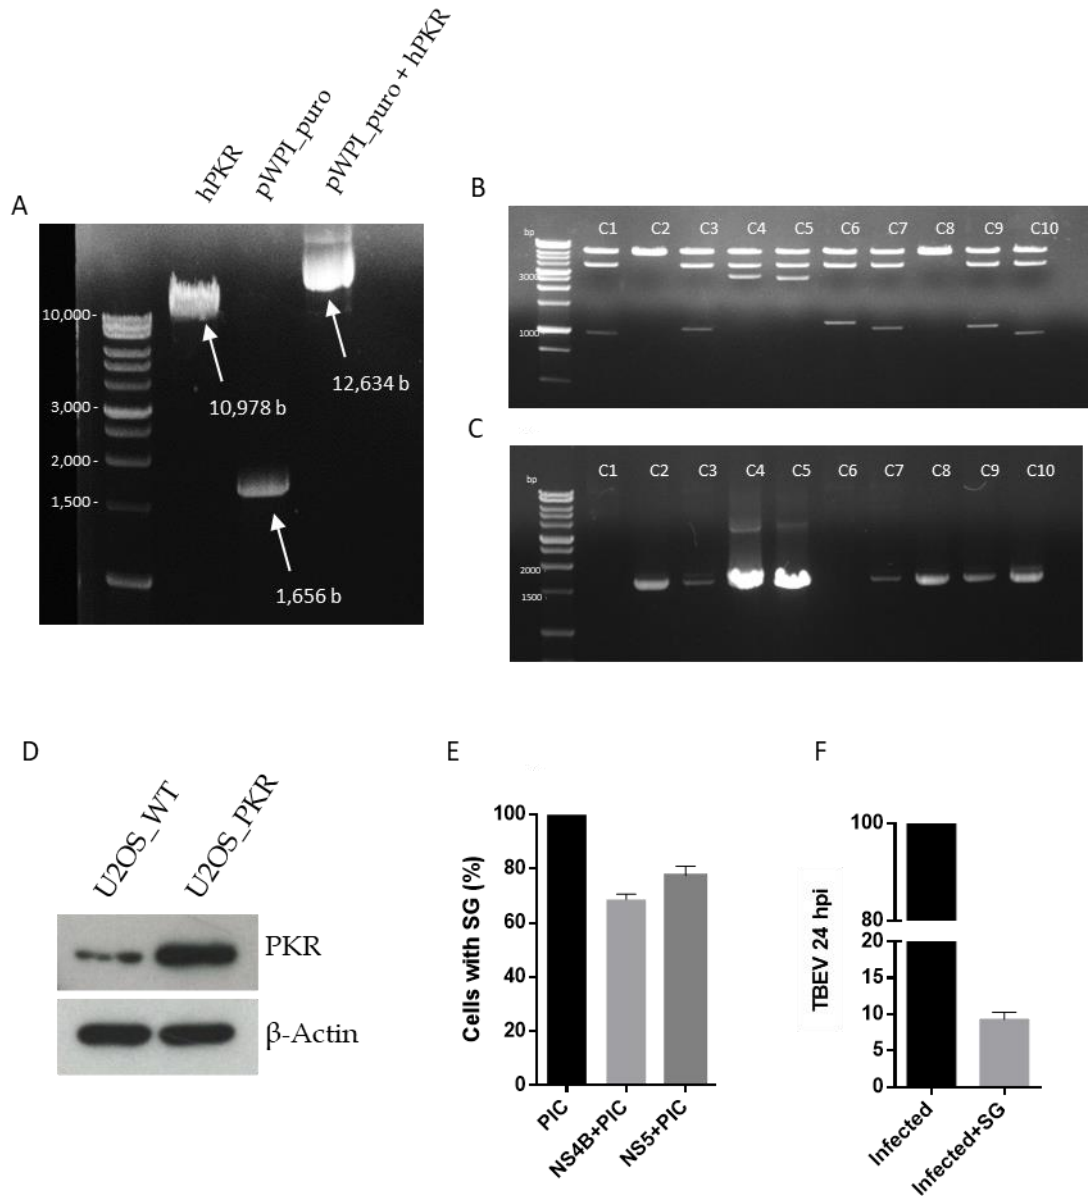 A
hPKR
pWPI_puro
pWPI_puro + hPKR
10,000-
3,000 -
2,000 -
1,500 -
10,978 b
12,634 b
1,656 b
B
bp
C1 C2 C3 C4 C5 C6 C7 C8 C9 C10
3000
1000
C
bp
C1 C2 C3 C4 C5 C6 C7 C8 C9 C10
2000
1500
D
U2OS_WT
U2OS_PKR
PKR
β-Actin
E
Cells with SG (%)
100
80
60
40
20
0
PIC
NS4B+PIC
NS5+PIC
F
TBEV 24 hpi
100
80
20
15
10
5
0
Infected
Infected+SG